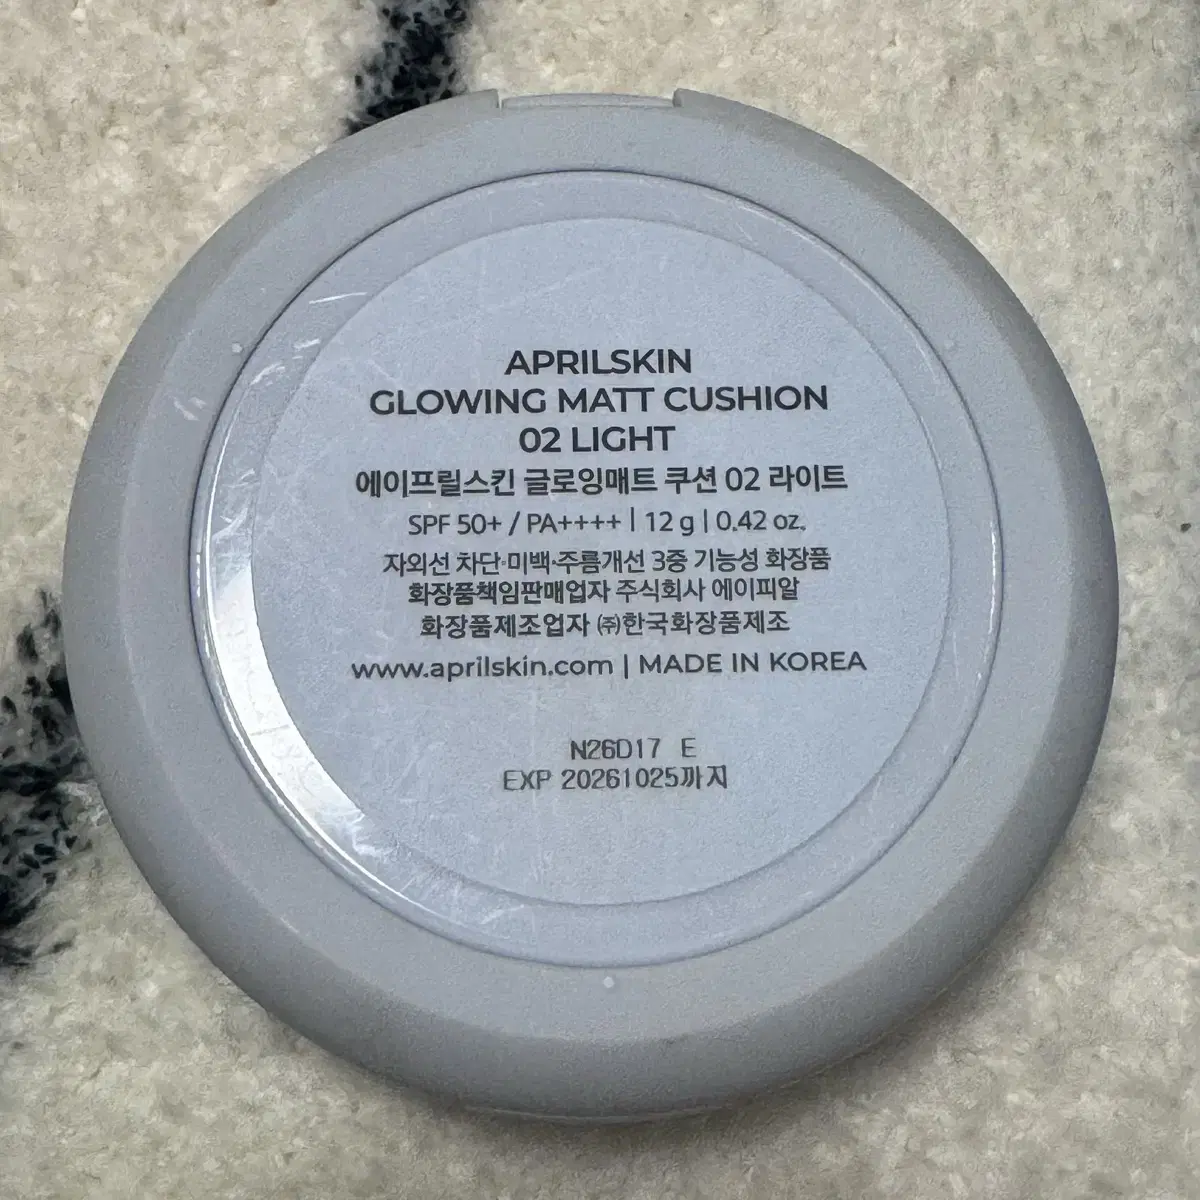 APRILSKIN
GLOWING MATT CUSHION
02 LIGHT
에이프릴스킨 글로잉매트 쿠션 02 라이트
SPF 50+ / PA++++ | 12 g | 0.42 oz.
자외선 차단·미백·주름개선 3중 기능성 화장품
화장품책임판매업자 주식회사 에이피알
화장품제조업자 ㈜한국화장품제조
www.aprilskin.com | MADE IN KOREA
N26D17 E
EXP 20261025까지